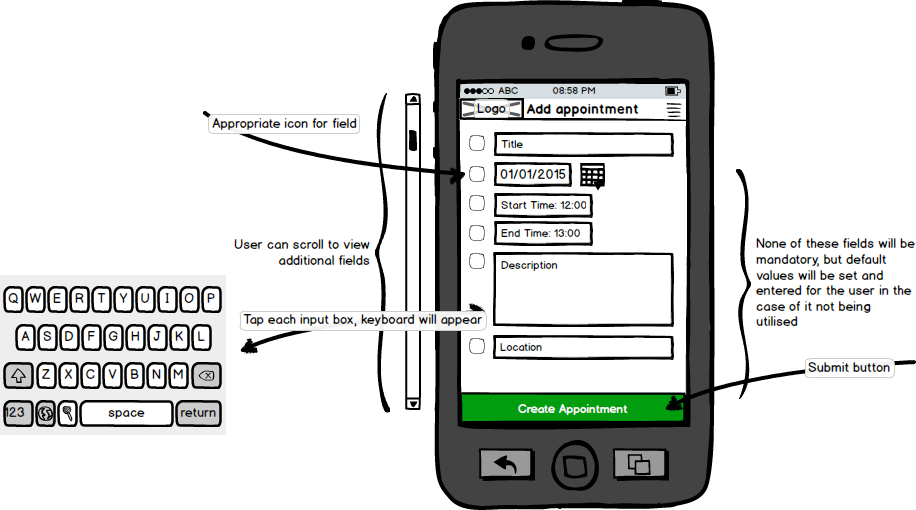 ABC 08:58 PM
Logo Add appointment
Appropriate icon for field
Title
01/01/2015
Start Time: 12:00
End Time: 13:00
Description
Location
Create Appointment
User can scroll to view
additional fields
Tap each input box, keyboard will appear
Q W E R T Y U I O P
A S D F G H J K L
Z X C V B N M
123 space return
None of these fields will be
mandatory, but default
values will be set and
entered for the user in the
case of it not being
utilised
Submit button